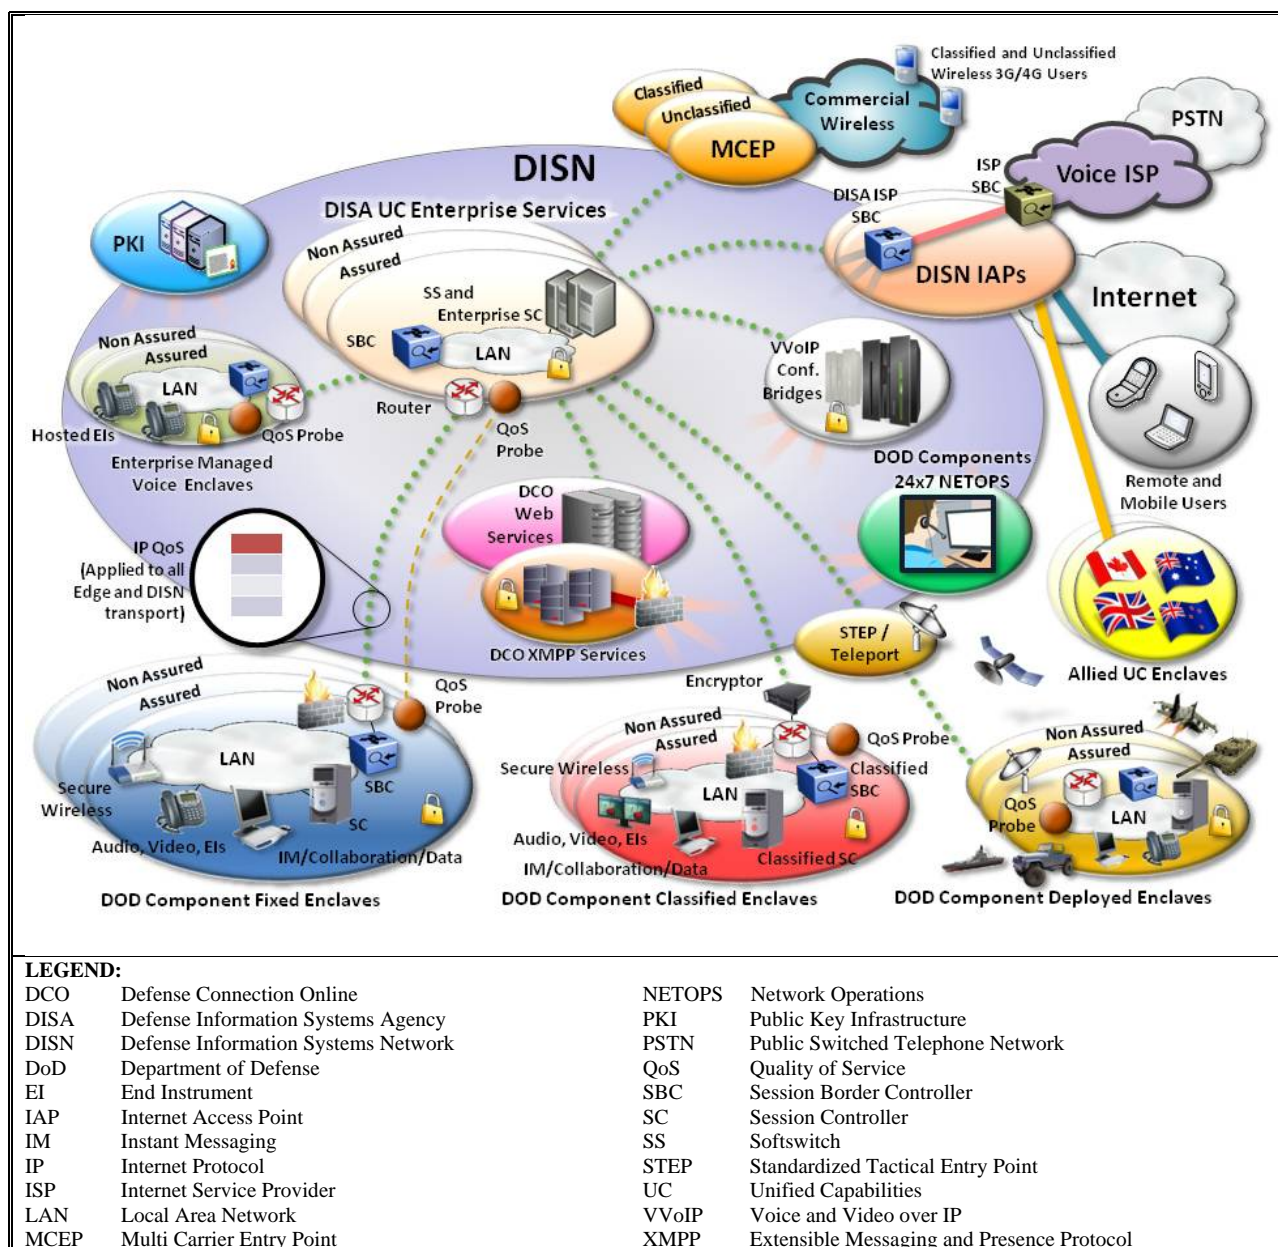 Classified and Unclassified
Wireless 3G/4G Users
Classified
Unclassified
MCEP
Commercial
Wireless
PSTN
Voice ISP
ISP
SBC
DISN
DISA UC Enterprise Services
DISA ISP
SBC
DISN IAPs
Internet
PKI
Non Assured
Assured
SS and
Enterprise SC
SBC
LAN
Router
QoS
Probe
Non Assured
Assured
LAN
Hosted EIs
QoS Probe
Enterprise Managed
Voice Enclaves
VVoIP
Conf.
Bridges
DOD Components
24x7 NETOPS
Remote and
Mobile Users
DCO
Web
Services
DCO XMPP Services
IP QoS
(Applied to all
Edge and DISN
transport)
STEP /
Teleport
Allied UC Enclaves
Non Assured
Assured
QoS
Probe
LAN
Secure
Wireless
SBC
SC
Audio, Video, EIs
IM/Collaboration/Data
DOD Component Fixed Enclaves
Encryptor
Non Assured
Assured
QoS Probe
Secure Wireless
Classified
SBC
LAN
Audio, Video, EIs
Classified SC
IM/Collaboration/Data
DOD Component Classified Enclaves
Non Assured
Assured
QoS
Probe
LAN
DOD Component Deployed Enclaves
LEGEND:
DCO Defense Connection Online
DISA Defense Information Systems Agency
DISN Defense Information Systems Network
DoD Department of Defense
EI End Instrument
IAP Internet Access Point
IM Instant Messaging
IP Internet Protocol
ISP Internet Service Provider
LAN Local Area Network
MCEP Multi Carrier Entry Point
NETOPS Network Operations
PKI Public Key Infrastructure
PSTN Public Switched Telephone Network
QoS Quality of Service
SBC Session Border Controller
SC Session Controller
SS Softswitch
STEP Standardized Tactical Entry Point
UC Unified Capabilities
VVoIP Voice and Video over IP
XMPP Extensible Messaging and Presence Protocol